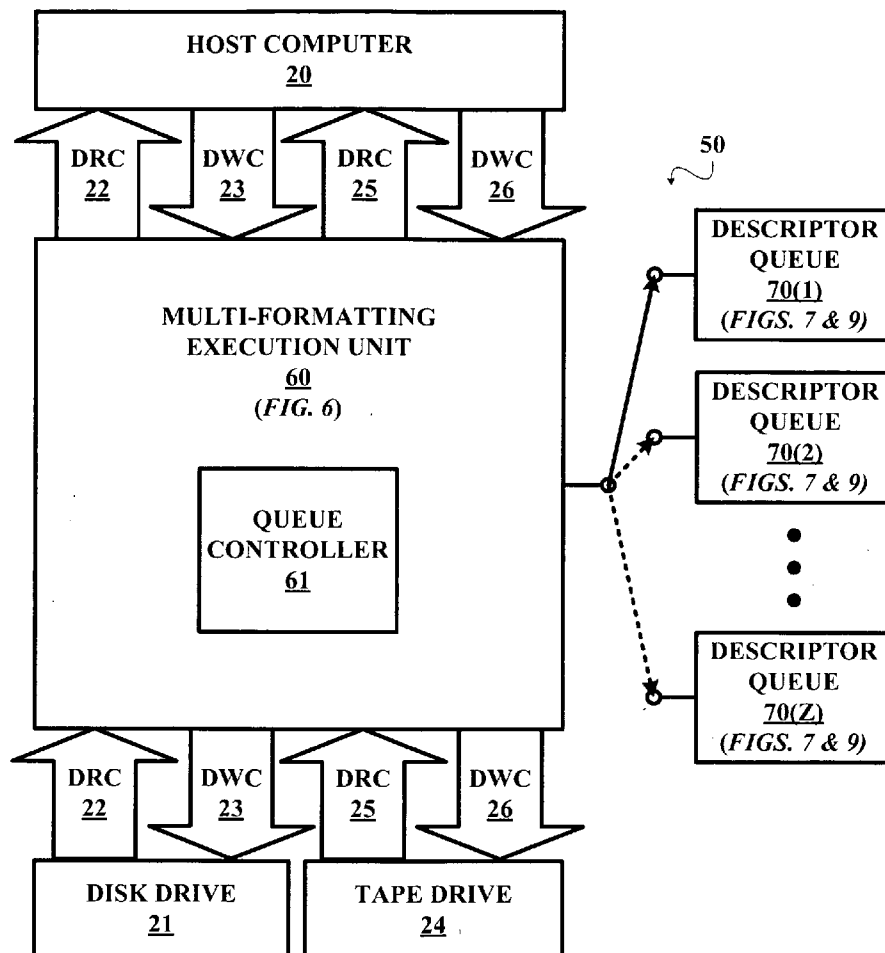 HOST COMPUTER
20
DRC
22
DWC
23
DRC
25
DWC
26
50
MULTI-FORMATTING
EXECUTION UNIT
60
(FIG. 6)
QUEUE
CONTROLLER
61
DESCRIPTOR
QUEUE
70(1)
(FIGS. 7 & 9)
DESCRIPTOR
QUEUE
70(2)
(FIGS. 7 & 9)
DESCRIPTOR
QUEUE
70(Z)
(FIGS. 7 & 9)
DRC
22
DWC
23
DRC
25
DWC
26
DISK DRIVE
21
TAPE DRIVE
24